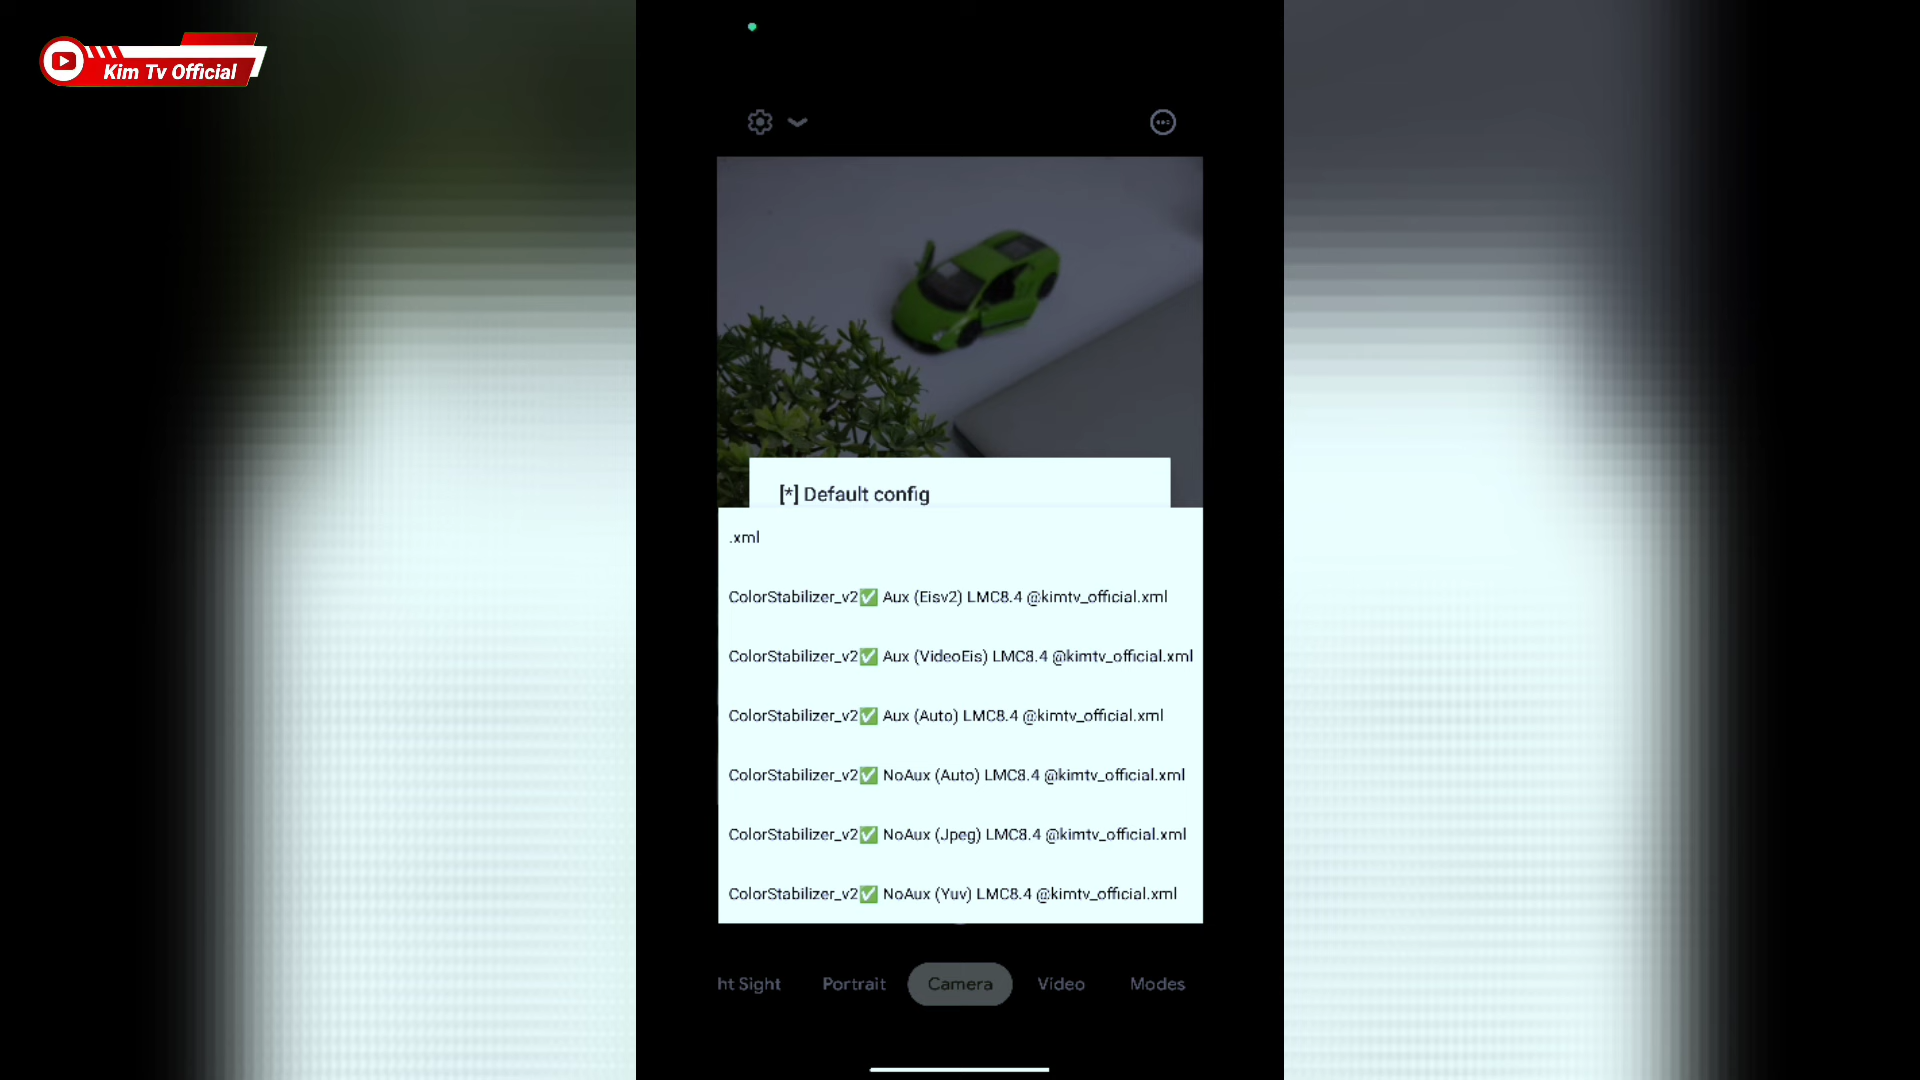 Kim Tv Official
[*] Default config
.xml
ColorStabilizer_v2✅ Aux (Eisv2) LMC8.4 @kimtv_official.xml
ColorStabilizer_v2✅ Aux (VideoEis) LMC8.4 @kimtv_official.xml
ColorStabilizer_v2✅ Aux (Auto) LMC8.4 @kimtv_official.xml
ColorStabilizer_v2✅ NoAux (Auto) LMC8.4 @kimtv_official.xml
ColorStabilizer_v2✅ NoAux (Jpeg) LMC8.4 @kimtv_official.xml
ColorStabilizer_v2✅ NoAux (Yuv) LMC8.4 @kimtv_official.xml
ht Sight Portrait Camera Video Modes